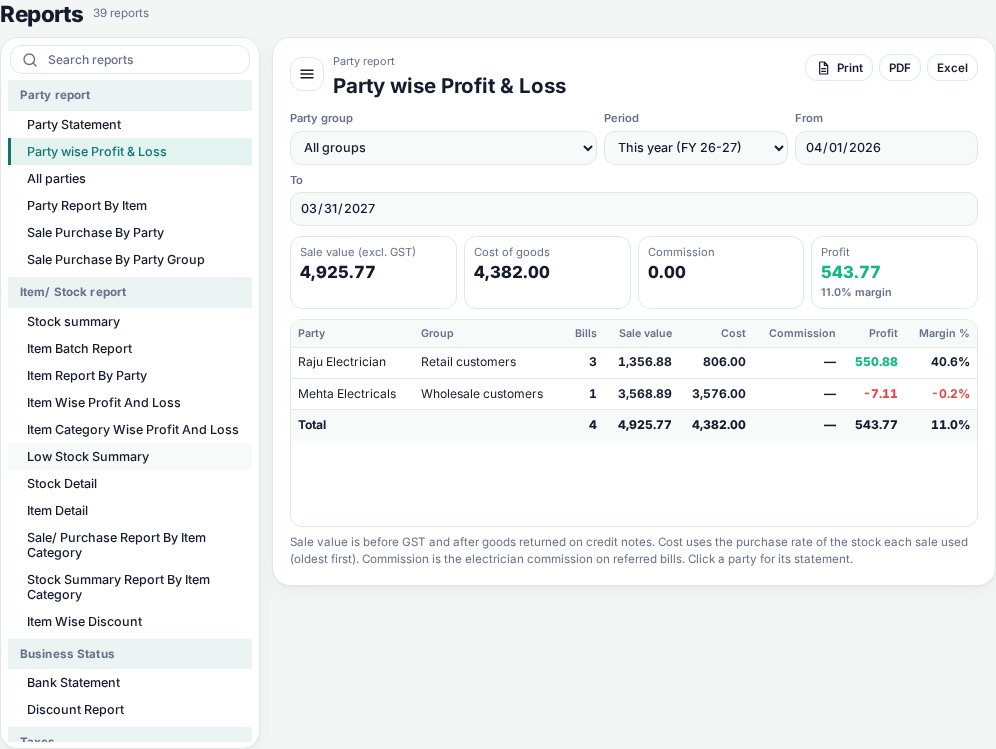 Reports 39 reports
Search reports
Party report
Party Statement
Party wise Profit & Loss
All parties
Party Report By Item
Sale Purchase By Party
Sale Purchase By Party Group
Item/ Stock report
Stock summary
Item Batch Report
Item Report By Party
Item Wise Profit And Loss
Item Category Wise Profit And Loss
Low Stock Summary
Stock Detail
Item Detail
Sale/ Purchase Report By Item
Category
Stock Summary Report By Item
Category
Item Wise Discount
Business Status
Bank Statement
Discount Report
Taxes
Party report
Party wise Profit & Loss
Print PDF Excel
Party group Period From
All groups This year (FY 26-27) 04/01/2026
To
03/31/2027
Sale value (excl. GST) Cost of goods Commission Profit
4,925.77 4,382.00 0.00 543.77
11.0% margin
Party Group Bills Sale value Cost Commission Profit Margin %
Raju Electrician Retail customers 3 1,356.88 806.00 — 550.88 40.6%
Mehta Electricals Wholesale customers 1 3,568.89 3,576.00 — -7.11 -0.2%
Total 4 4,925.77 4,382.00 — 543.77 11.0%
Sale value is before GST and after goods returned on credit notes. Cost uses the purchase rate of the stock each sale used
(oldest first). Commission is the electrician commission on referred bills. Click a party for its statement.